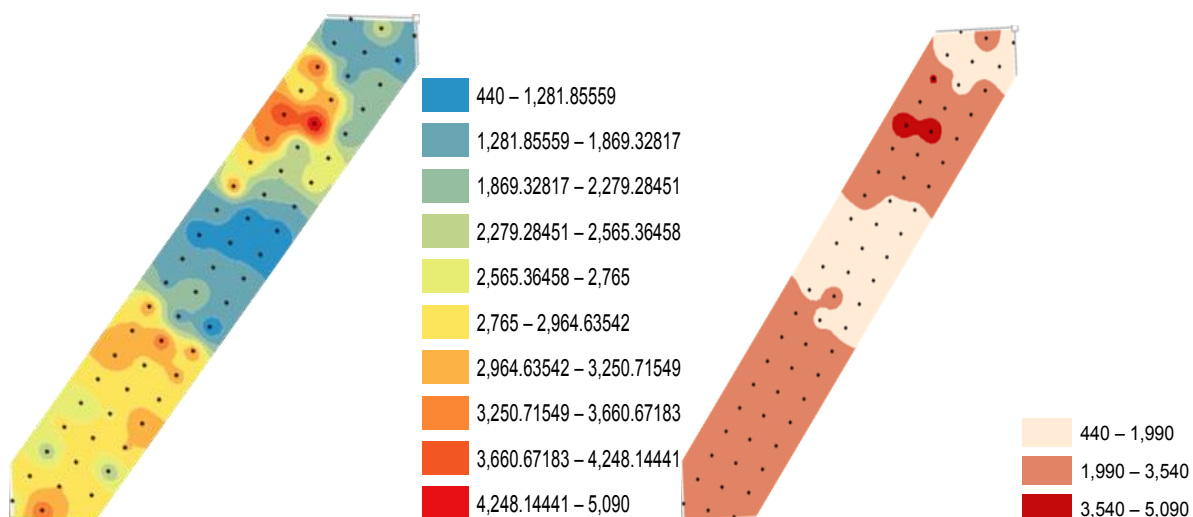 440 – 1,281.85559
1,281.85559 – 1,869.32817
1,869.32817 – 2,279.28451
2,279.28451 – 2,565.36458
2,565.36458 – 2,765
2,765 – 2,964.63542
2,964.63542 – 3,250.71549
3,250.71549 – 3,660.67183
3,660.67183 – 4,248.14441
4,248.14441 – 5,090
440 – 1,990
1,990 – 3,540
3,540 – 5.090